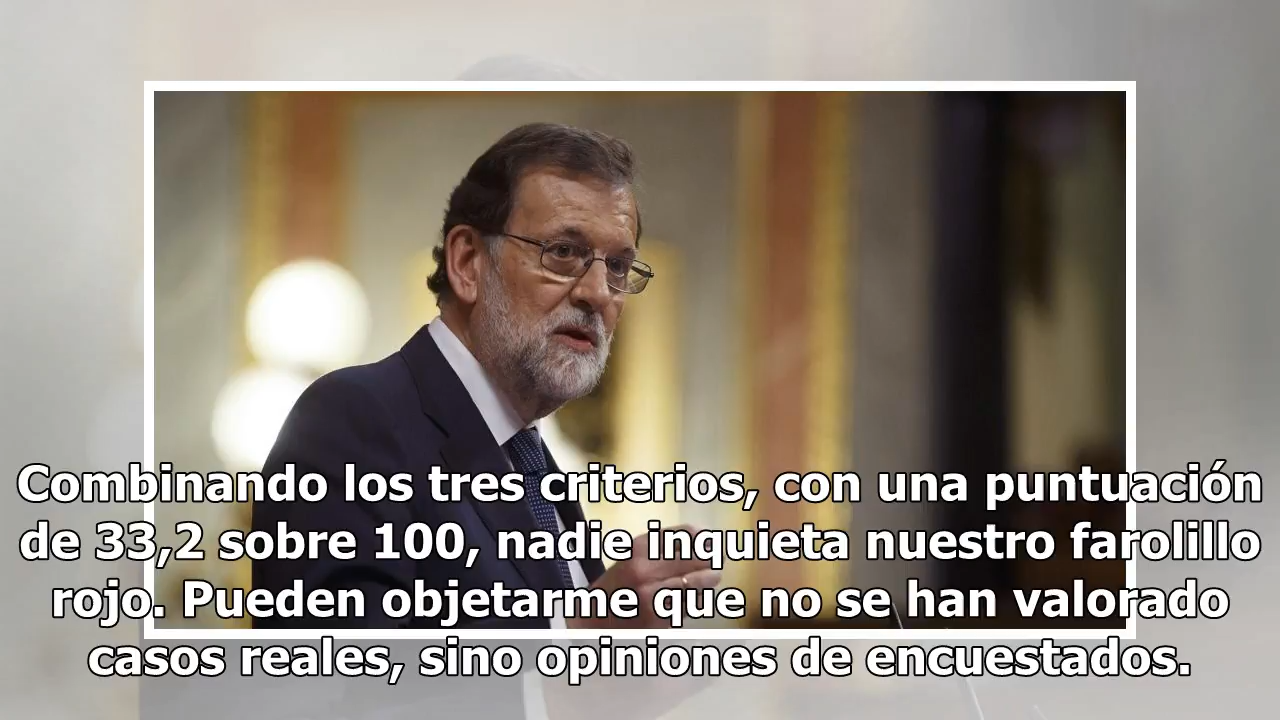 Combinando los tres criterios, con una puntuación
de 33,2 sobre 100, nadie inquieta nuestro farolillo
rojo. Pueden objetarme que no se han valorado
casos reales, sino opiniones de encuestados.